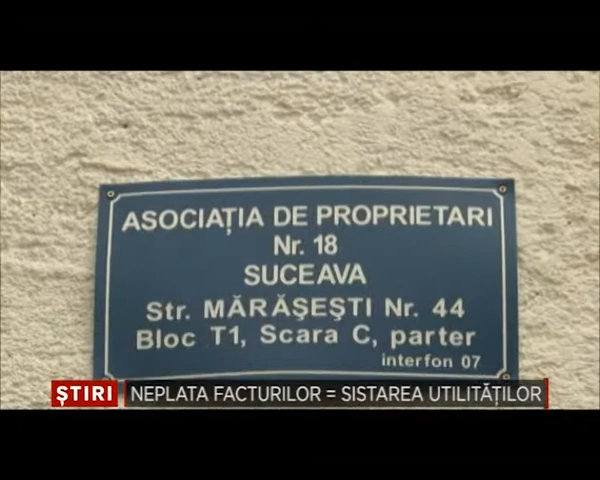 ASOCIAȚIA DE PROPRIETARI
Nr. 18
SUCEAVA
Str. MĂRĂȘEȘTI Nr. 44
Bloc T1, Scara C, parter
interfon 07
ȘTIRI NEPLATA FACTURILOR = SISTAREA UTILITĂȚILOR